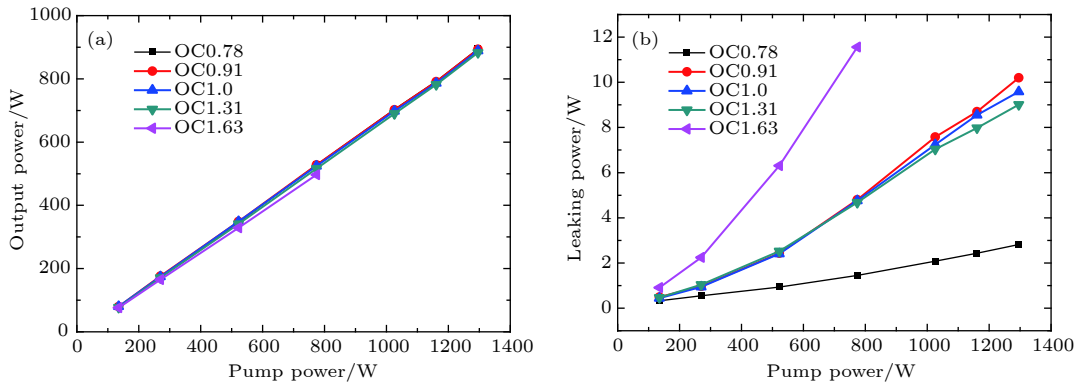 (a)
OC0.78
OC0.91
OC1.0
OC1.31
OC1.63
1000
800
600
400
200
0
Output power/W
0 200 400 600 800 1000 1200 1400
Pump power/W
(b)
OC0.78
OC0.91
OC1.0
OC1.31
OC1.63
12
10
8
6
4
2
0
Leaking power/W
0 200 400 600 800 1000 1200 1400
Pump power/W